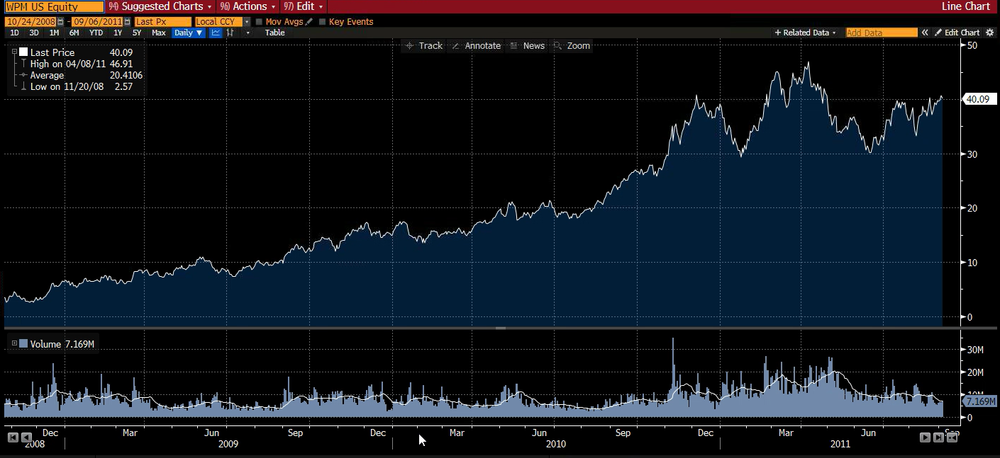 WPM US Equity 94) Suggested Charts 96) Actions 97) Edit Line Chart
10/24/2008 - 09/06/2011 Last Px Local CCY Mov Avgs Key Events
1D 3D 1M 6M YTD 1Y 5Y Max Daily ▼ Table + Related Data Add Data « Edit Chart
Track Annotate News Zoom
Last Price 40.09
High on 04/08/11 46.91
Average 20.4106
Low on 11/20/08 2.57
50
40.09
30
20
10
0
Volume 7.169M
30M
20M
10M
7.169M
0
Dec Mar Jun Sep Dec Mar Jun Sep Dec Mar Jun Sep
2008 2009 2010 2011